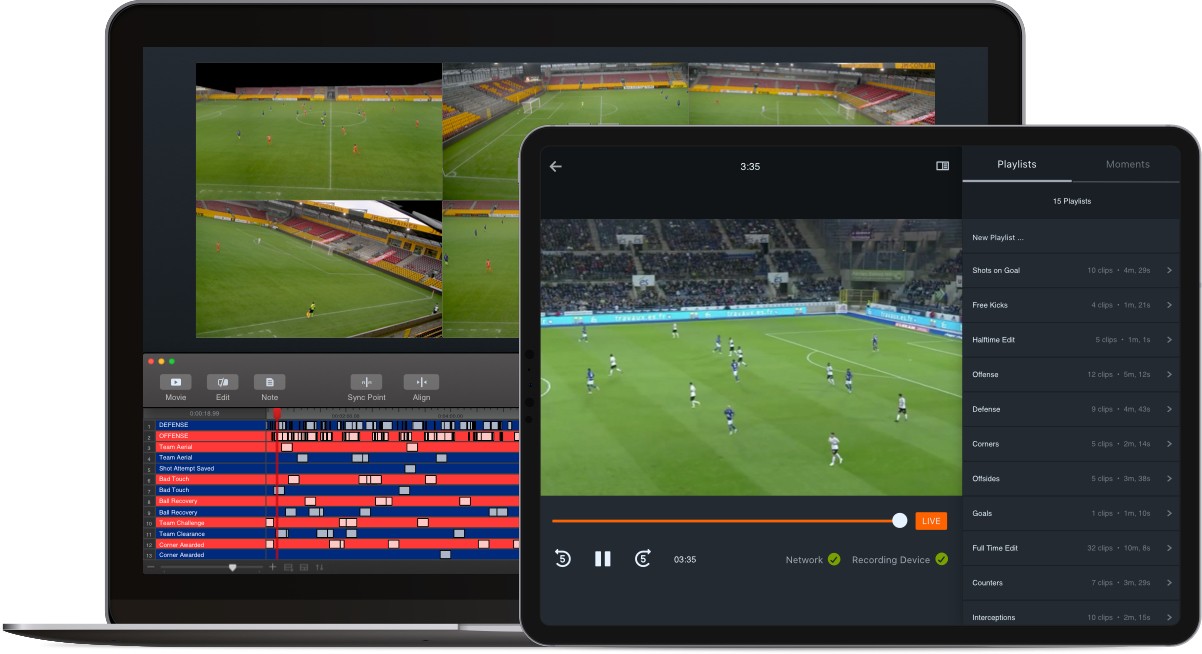 Movie
Edit
Note
Sync Point
Align
0:00:16.99
1 DEFENSE
2 OFFENSE
3 Team Aerial
4 Team Aerial
5 Shot Attempt Saved
6 Bad Touch
7 Bad Touch
8 Ball Recovery
9 Ball Recovery
10 Team Challenge
11 Team Clearance
12 Corner Awarded
13 Corner Awarded
3:35
LIVE
5
5
03:35
Network
Recording Device
Playlists
Moments
15 Playlists
New Playlist ...
Shots on Goal 10 clips • 4m, 29s
Free Kicks 4 clips • 1m, 21s
Halftime Edit 5 clips • 1m, 1s
Offense 12 clips • 5m, 12s
Defense 9 clips • 4m, 43s
Corners 5 clips • 2m, 14s
Offsides 5 clips • 3m, 38s
Goals 1 clips • 1m, 10s
Full Time Edit 32 clips • 10m, 8s
Counters 7 clips • 3m, 29s
Interceptions 10 clips • 2m, 15s